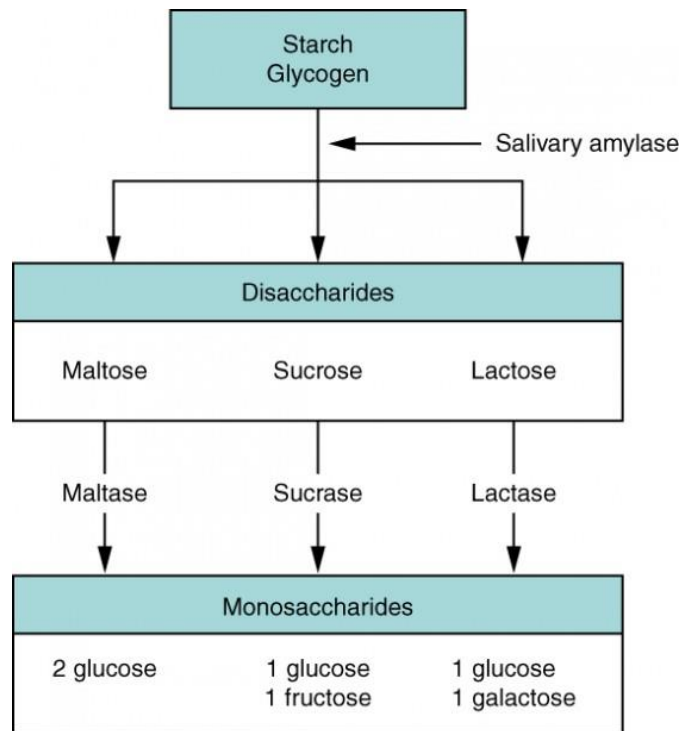 Starch
Glycogen
Salivary amylase
Disaccharides
Maltose Sucrose Lactose
Maltase Sucrase Lactase
Monosaccharides
2 glucose 1 glucose 1 glucose
1 fructose 1 galactose